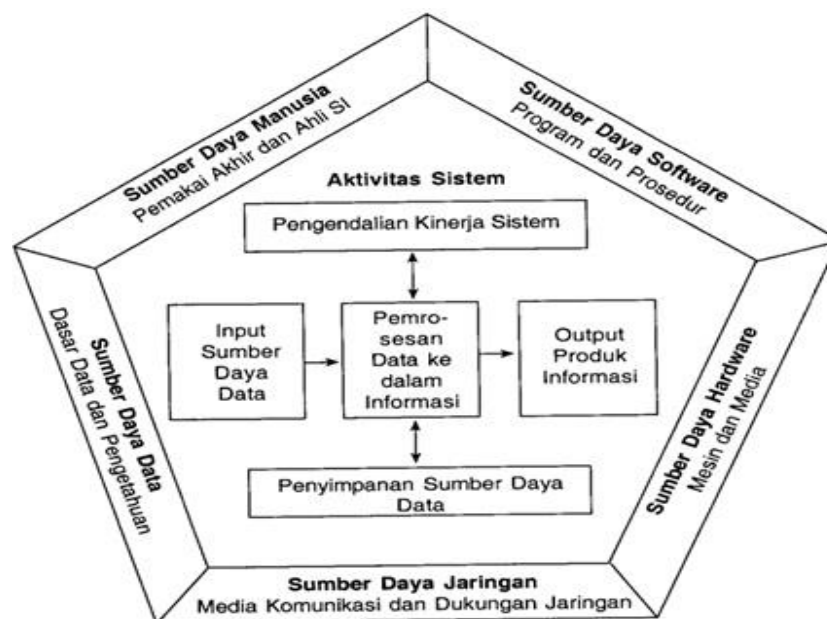 Sumber Daya Manusia
Pemakai Akhir dan Ahli SI
Sumber Daya Software
Program dan Prosedur
Aktivitas Sistem
Pengendalian Kinerja Sistem
Input
Sumber
Daya
Data
Pemro-
sesan
Data ke
dalam
Informasi
Output
Produk
Informasi
Penyimpanan Sumber Daya
Data
Sumber Daya Data
Dasar Data dan Pengetahuan
Sumber Daya Hardware
Mesin dan Media
Sumber Daya Jaringan
Media Komunikasi dan Dukungan Jaringan